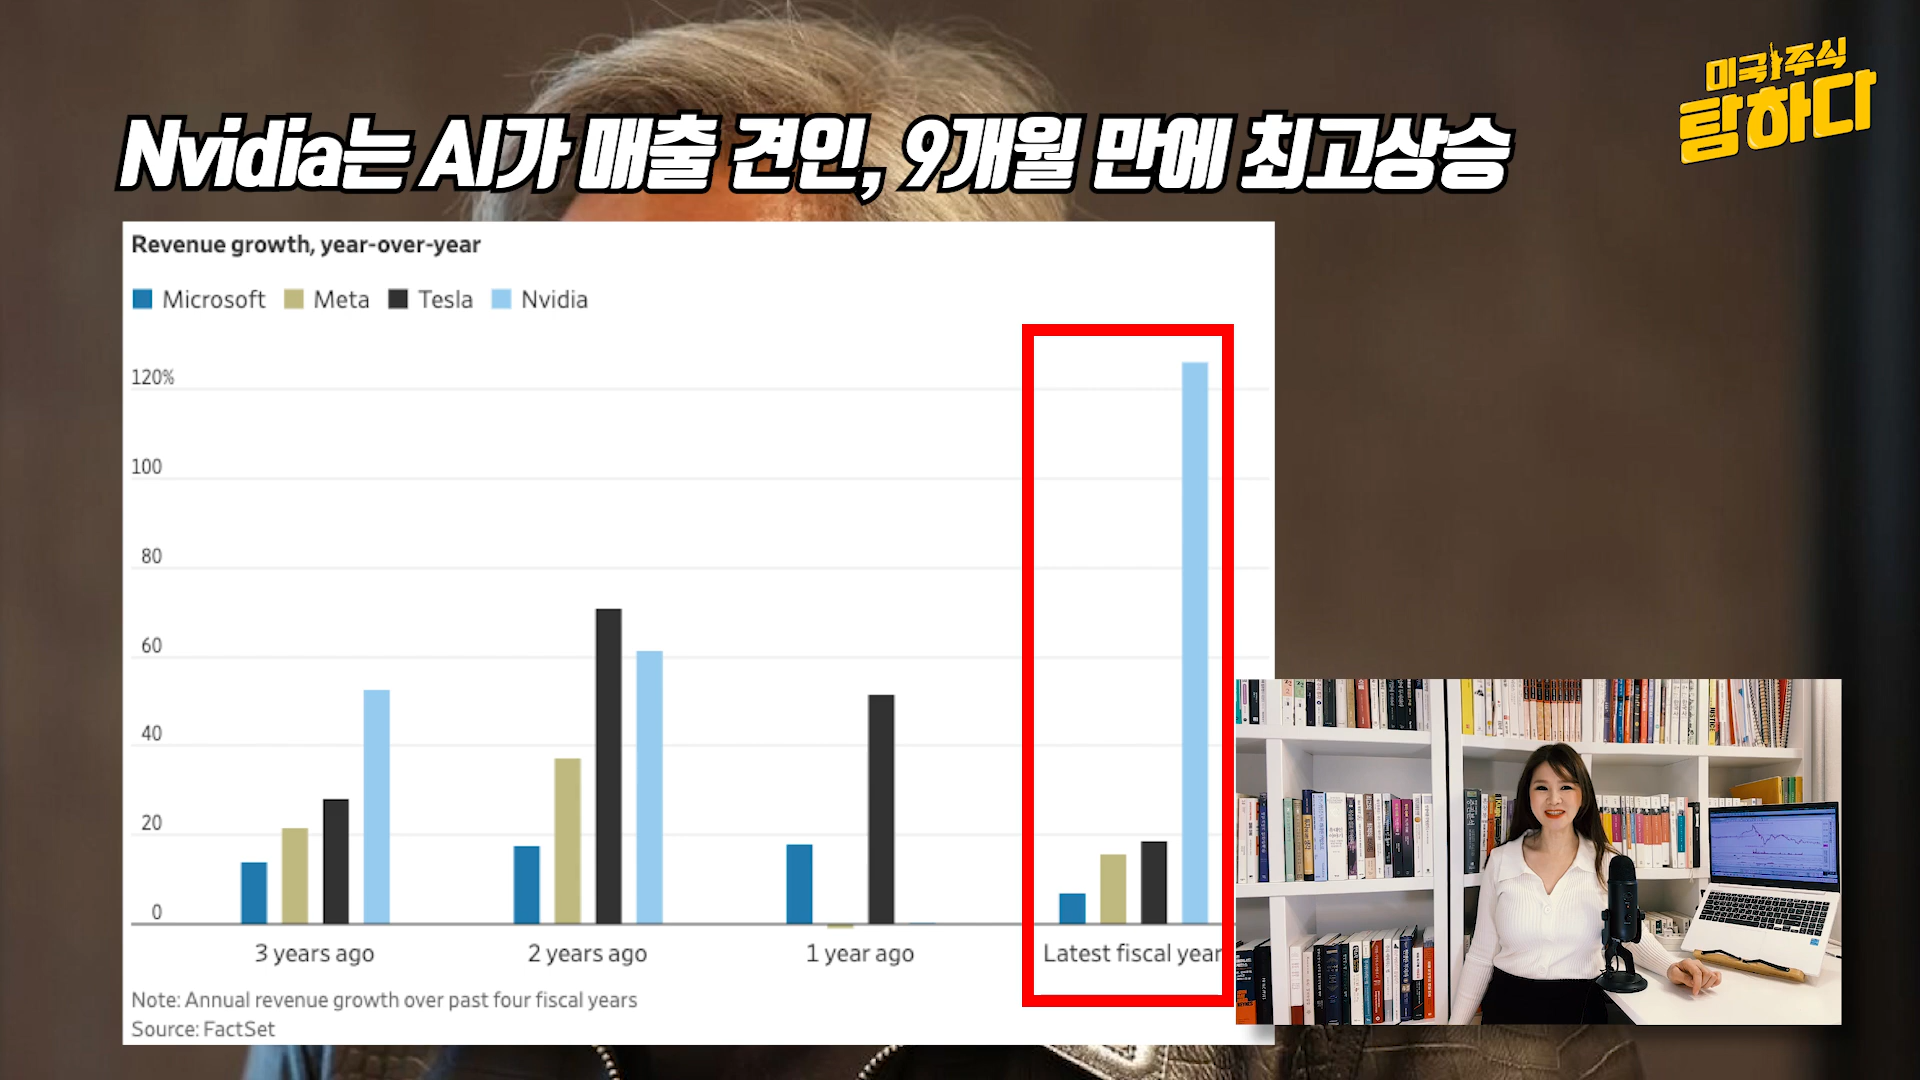 미국주식
탐하다
Nvidia는 AI가 매출 견인, 9개월 만에 최고상승
Revenue growth, year-over-year
Microsoft Meta Tesla Nvidia
120%
100
80
60
40
20
0
3 years ago 2 years ago 1 year ago Latest fiscal year
Note: Annual revenue growth over past four fiscal years
Source: FactSet
JUSTICE